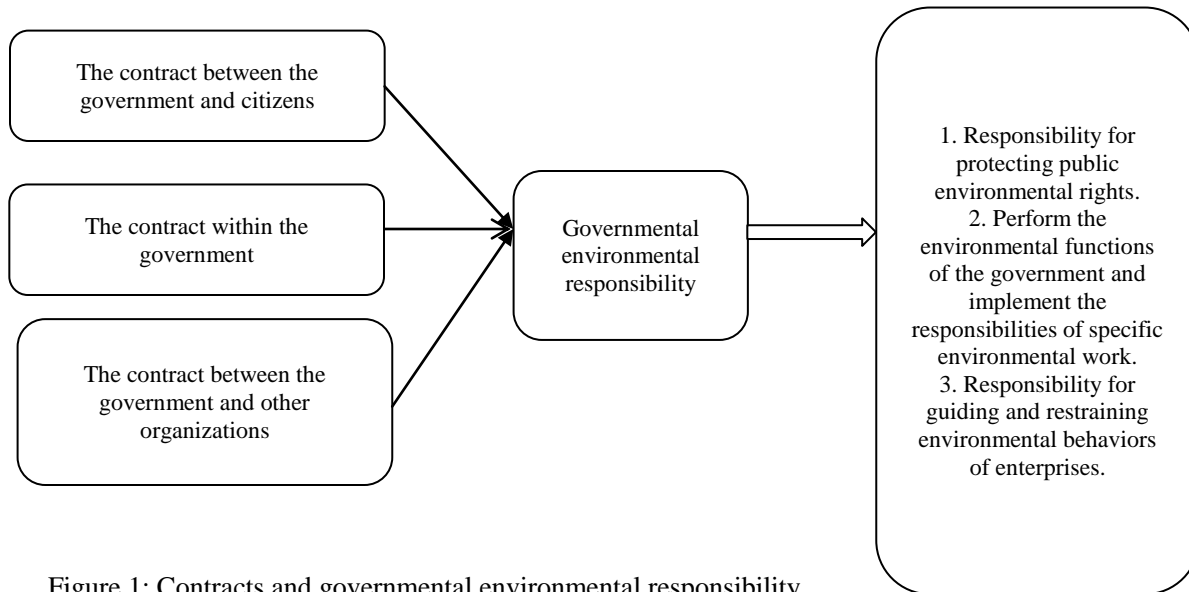 The contract between the
government and citizens
The contract within the
government
The contract between the
government and other
organizations
Governmental
environmental
responsibility
1. Responsibility for
protecting public
environmental rights.
2. Perform the
environmental functions
of the government and
implement the
responsibilities of specific
environmental work.
3. Responsibility for
guiding and restraining
environmental behaviors
of enterprises.
Figure 1: Contracts and governmental environmental responsibility